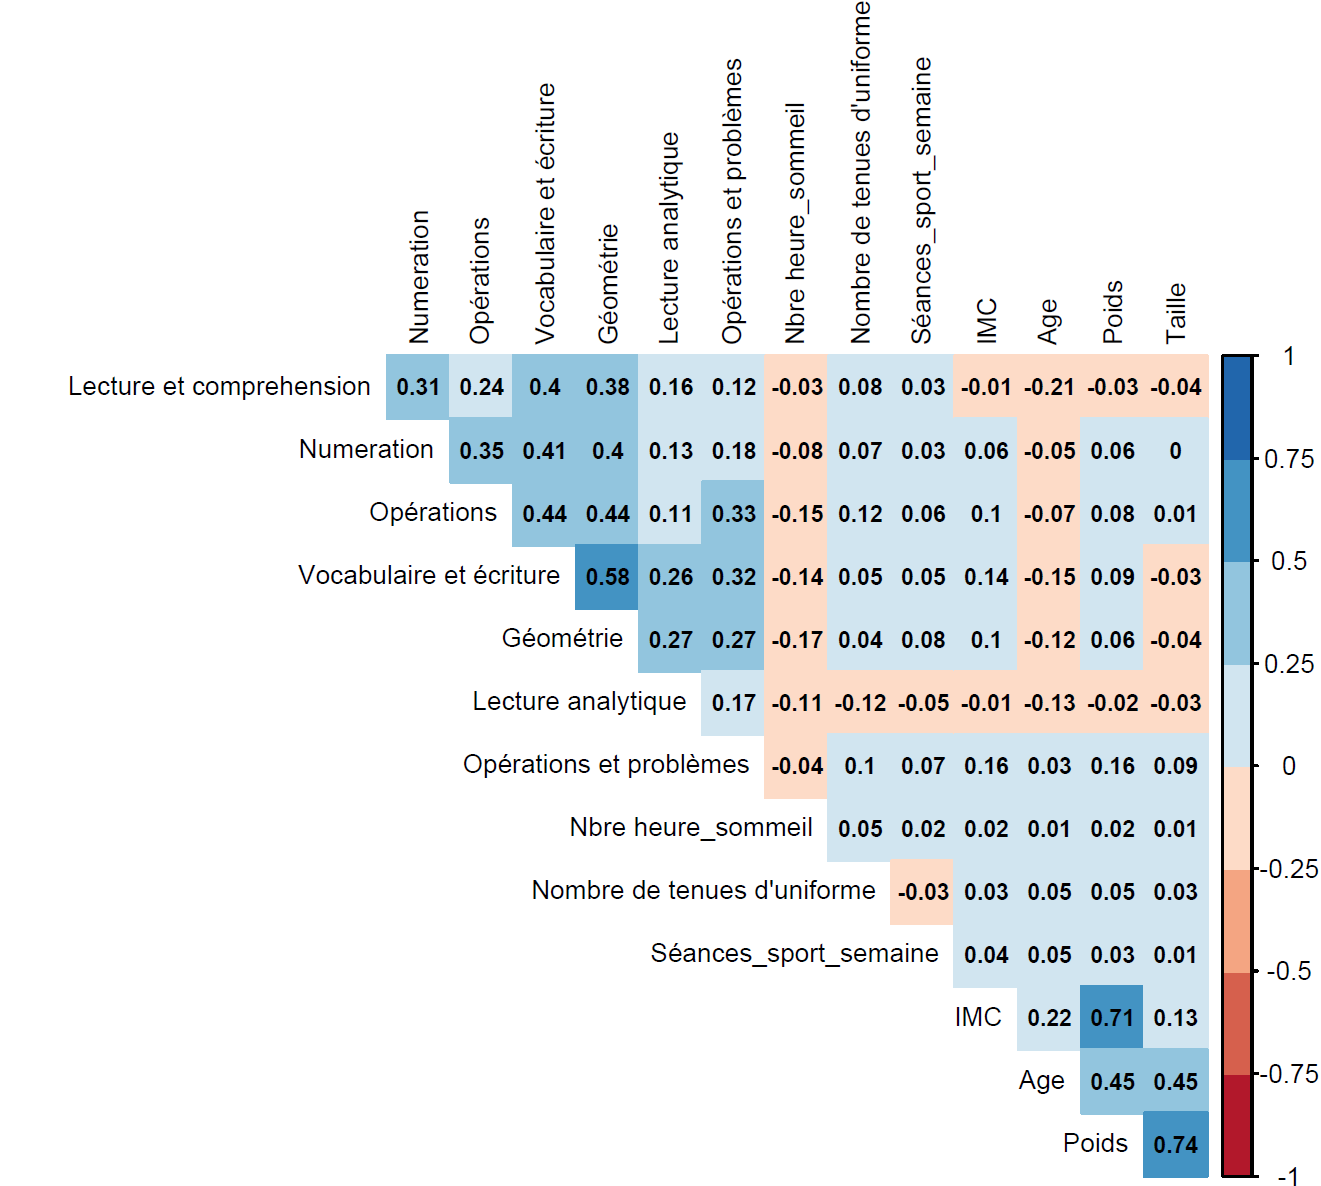 Numeration
Opérations
Vocabulaire et écriture
Géométrie
Lecture analytique
Opérations et problèmes
Nbre heure_sommeil
Nombre de tenues d'uniforme
Séances_sport_semaine
IMC
Age
Poids
Taille
Lecture et comprehension 0.31 0.24 0.4 0.38 0.16 0.12 -0.03 0.08 0.03 -0.01 -0.21 -0.03 -0.04
Numeration 0.35 0.41 0.4 0.13 0.18 -0.08 0.07 0.03 0.06 -0.05 0.06 0
Opérations 0.44 0.44 0.11 0.33 -0.15 0.12 0.06 0.1 -0.07 0.08 0.01
Vocabulaire et écriture 0.58 0.26 0.32 -0.14 0.05 0.05 0.14 -0.15 0.09 -0.03
Géométrie 0.27 0.27 -0.17 0.04 0.08 0.1 -0.12 0.06 -0.04
Lecture analytique 0.17 -0.11 -0.12 -0.05 -0.01 -0.13 -0.02 -0.03
Opérations et problèmes -0.04 0.1 0.07 0.16 0.03 0.16 0.09
Nbre heure_sommeil 0.05 0.02 0.02 0.01 0.02 0.01
Nombre de tenues d'uniforme -0.03 0.03 0.05 0.05 0.03
Séances_sport_semaine 0.04 0.05 0.03 0.01
IMC 0.22 0.71 0.13
Age 0.45 0.45
Poids 0.74
1
0.75
0.5
0.25
0
-0.25
-0.5
-0.75
-1